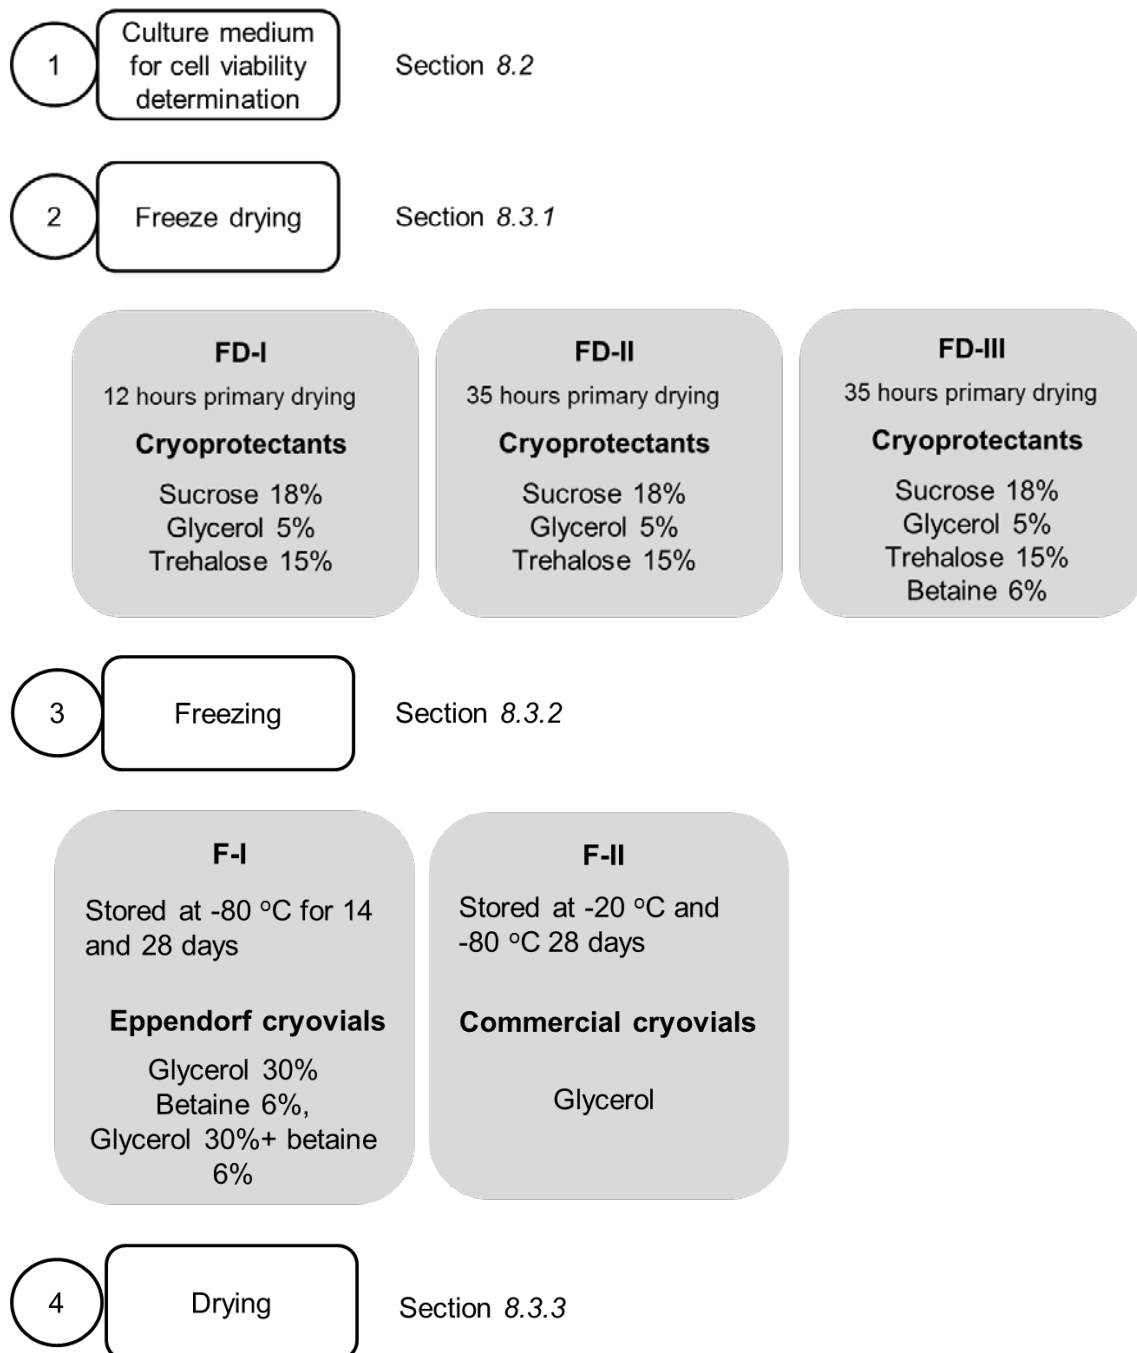 1
Culture medium
for cell viability
determination
Section 8.2
2
Freeze drying
Section 8.3.1
FD-I
12 hours primary drying
Cryoprotectants
Sucrose 18%
Glycerol 5%
Trehalose 15%
FD-II
35 hours primary drying
Cryoprotectants
Sucrose 18%
Glycerol 5%
Trehalose 15%
FD-III
35 hours primary drying
Cryoprotectants
Sucrose 18%
Glycerol 5%
Trehalose 15%
Betaine 6%
3
Freezing
Section 8.3.2
F-I
Stored at -80 ºC for 14
and 28 days
Eppendorf cryovials
Glycerol 30%
Betaine 6%,
Glycerol 30%+ betaine
6%
F-II
Stored at -20 ºC and
-80 ºC 28 days
Commercial cryovials
Glycerol
4
Drying
Section 8.3.3